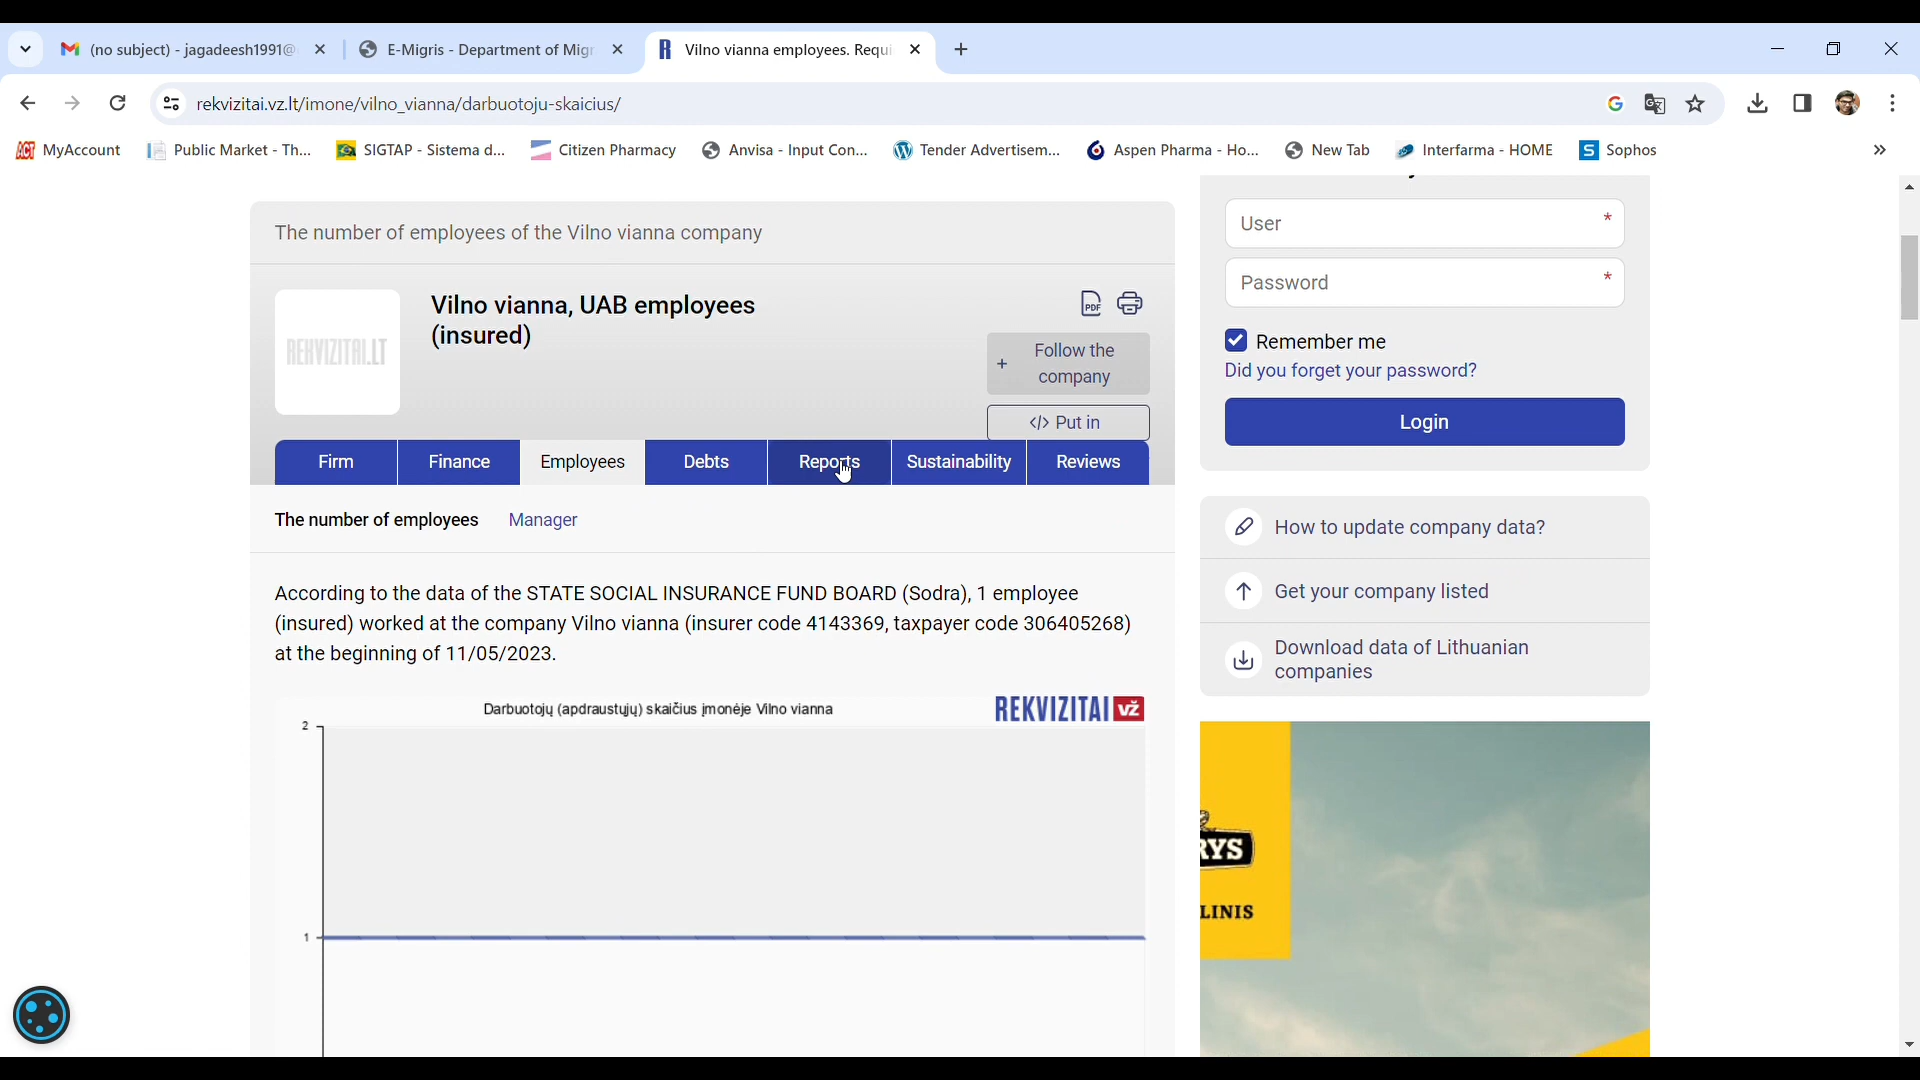 (no subject) - jagadeesh1991@
E-Migris - Department of Migr
Vilno vianna employees. Requi
rekvizitai.vz.lt/imone/vilno_vianna/darbuotoju-skaicius/
MyAccount
Public Market - Th...
SIGTAP - Sistema d...
Citizen Pharmacy
Anvisa - Input Con...
Tender Advertisem...
Aspen Pharma - Ho...
New Tab
Interfarma - HOME
Sophos
The number of employees of the Vilno vianna company
REKVIZITAI.LT
Vilno vianna, UAB employees
(insured)
PDF
+ Follow the
company
</> Put in
Firm
Finance
Employees
Debts
Reports
Sustainability
Reviews
The number of employees
Manager
According to the data of the STATE SOCIAL INSURANCE FUND BOARD (Sodra), 1 employee
(insured) worked at the company Vilno vianna (insurer code 4143369, taxpayer code 306405268)
at the beginning of 11/05/2023.
Darbuotojų (apdraustųjų) skaičius įmonėje Vilno vianna
REKVIZITAI vž
2
1
User *
Password *
Remember me
Did you forget your password?
Login
How to update company data?
Get your company listed
Download data of Lithuanian
companies
RYS
LINIS